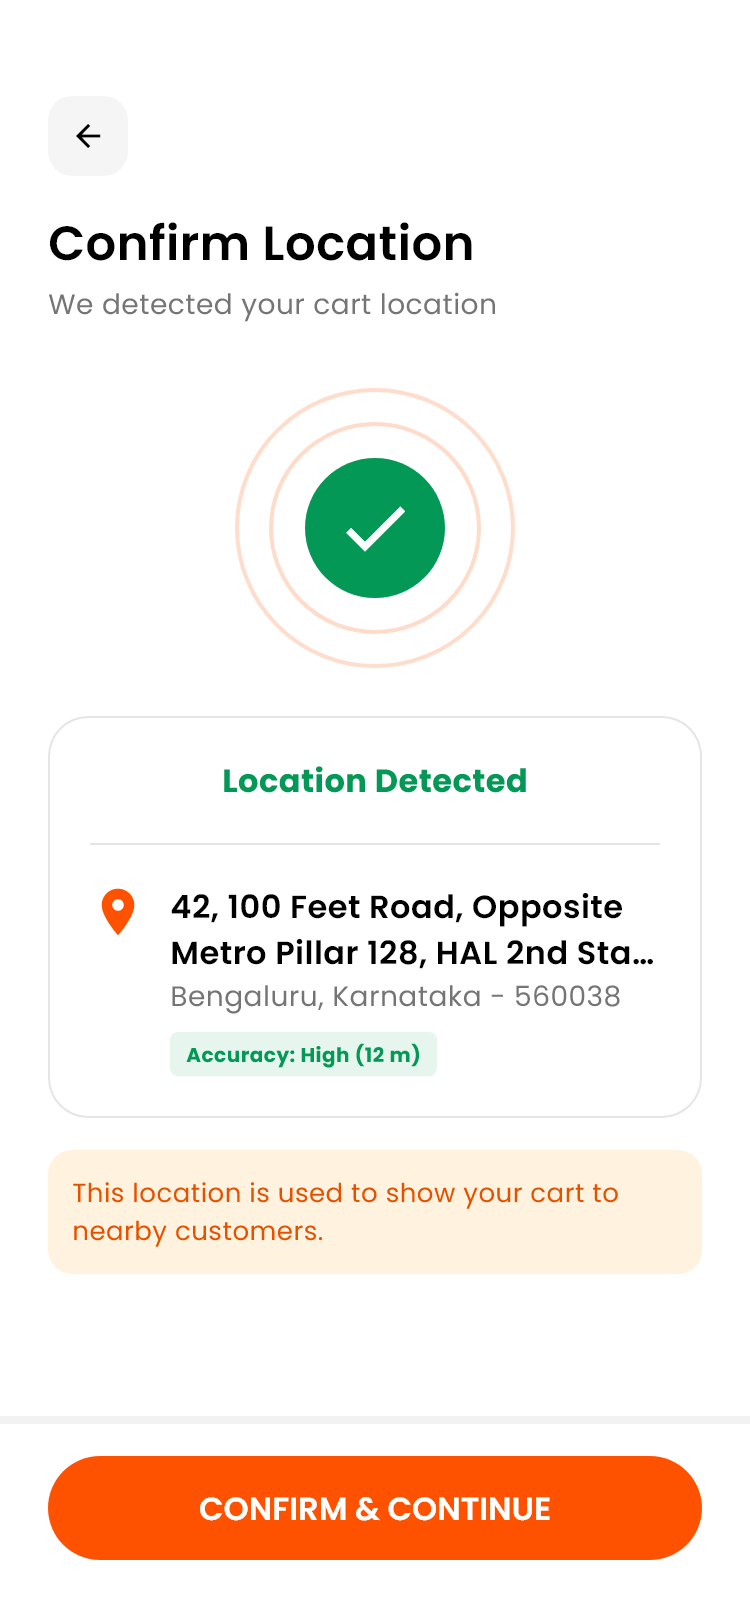 Confirm Location
We detected your cart location
Location Detected
42, 100 Feet Road, Opposite
Metro Pillar 128, HAL 2nd Sta...
Bengaluru, Karnataka - 560038
Accuracy: High (12 m)
This location is used to show your cart to
nearby customers.
CONFIRM & CONTINUE